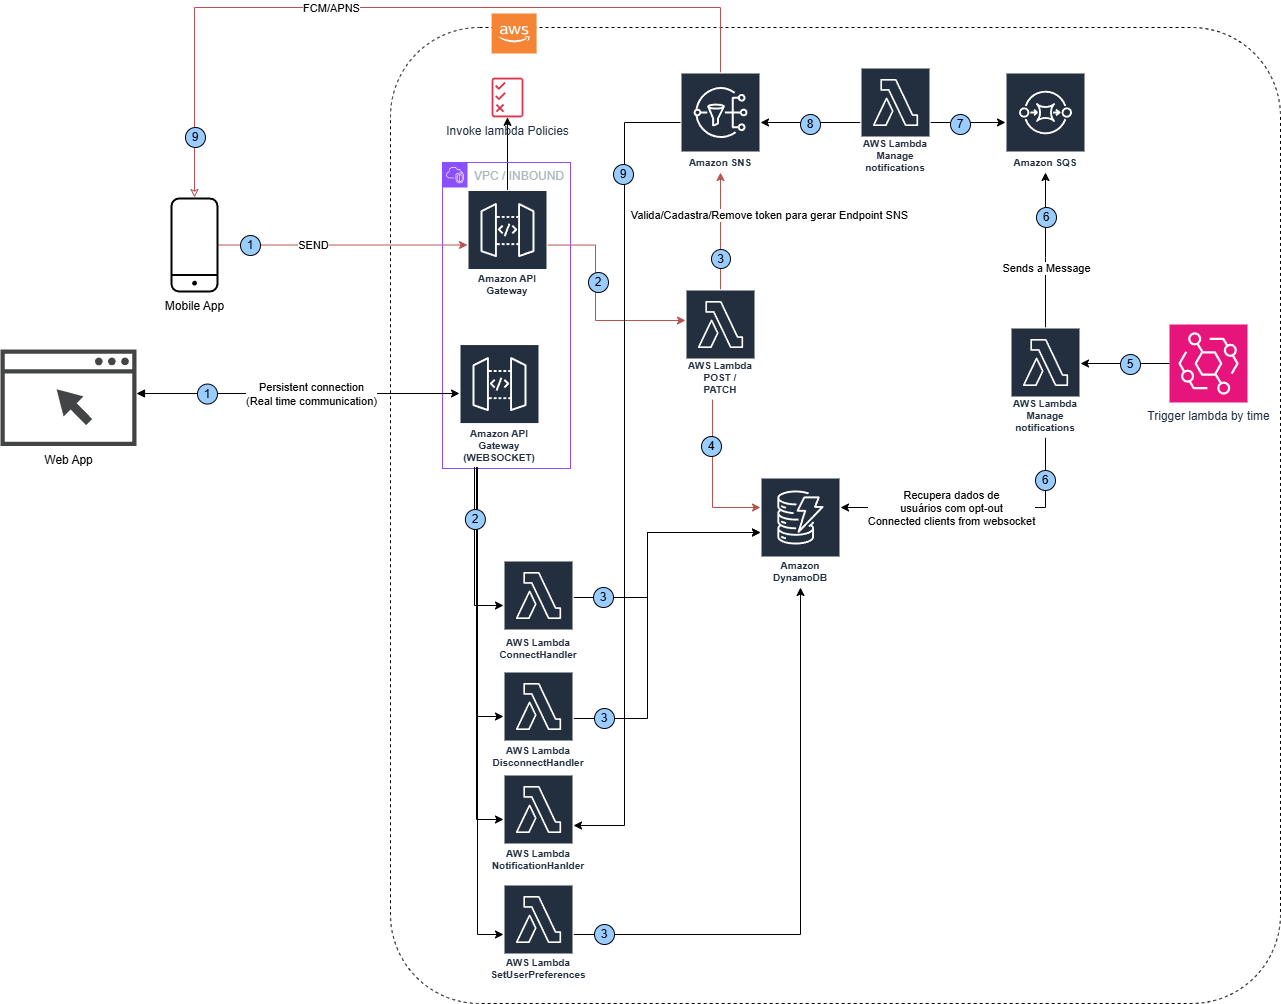 FCM/APNS
aws
Invoke lambda Policies
9
VPC / INBOUND
Amazon SNS
8
AWS Lambda
Manage
notifications
7
Amazon SQS
9
Valida/Cadastra/Remove token para gerar Endpoint SNS
6
1
SEND
Amazon API
Gateway
2
3
Sends a Message
Mobile App
AWS Lambda
POST /
PATCH
AWS Lambda
Manage
notifications
5
Trigger lambda by time
1
Persistent connection
(Real time communication)
Amazon API
Gateway
(WEBSOCKET)
Web App
4
6
Recupera dados de
usuários com opt-out
Connected clients from websocket
2
Amazon
DynamoDB
3
AWS Lambda
ConnectHandler
3
AWS Lambda
DisconnectHandler
AWS Lambda
NotificationHanlder
3
AWS Lambda
SetUserPreferences